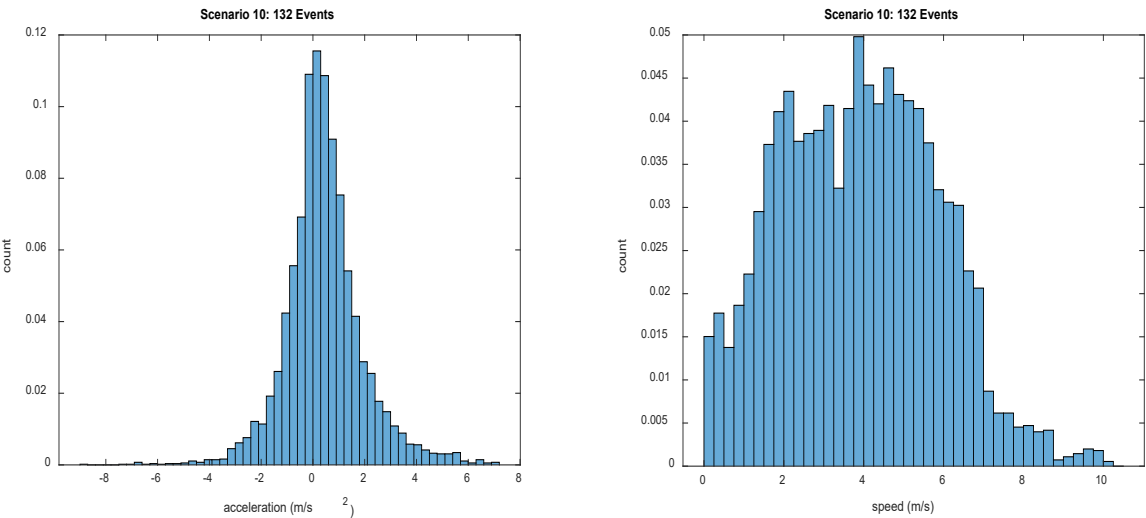 Scenario 10: 132 Events
0.12
0.1
0.08
0.06
0.04
0.02
0
count
-8 -6 -4 -2 0 2 4 6 8
acceleration (m/s 2 )
Scenario 10: 132 Events
0.05
0.045
0.04
0.035
0.03
0.025
0.02
0.015
0.01
0.005
0
count
0 2 4 6 8 10
speed (m/s)